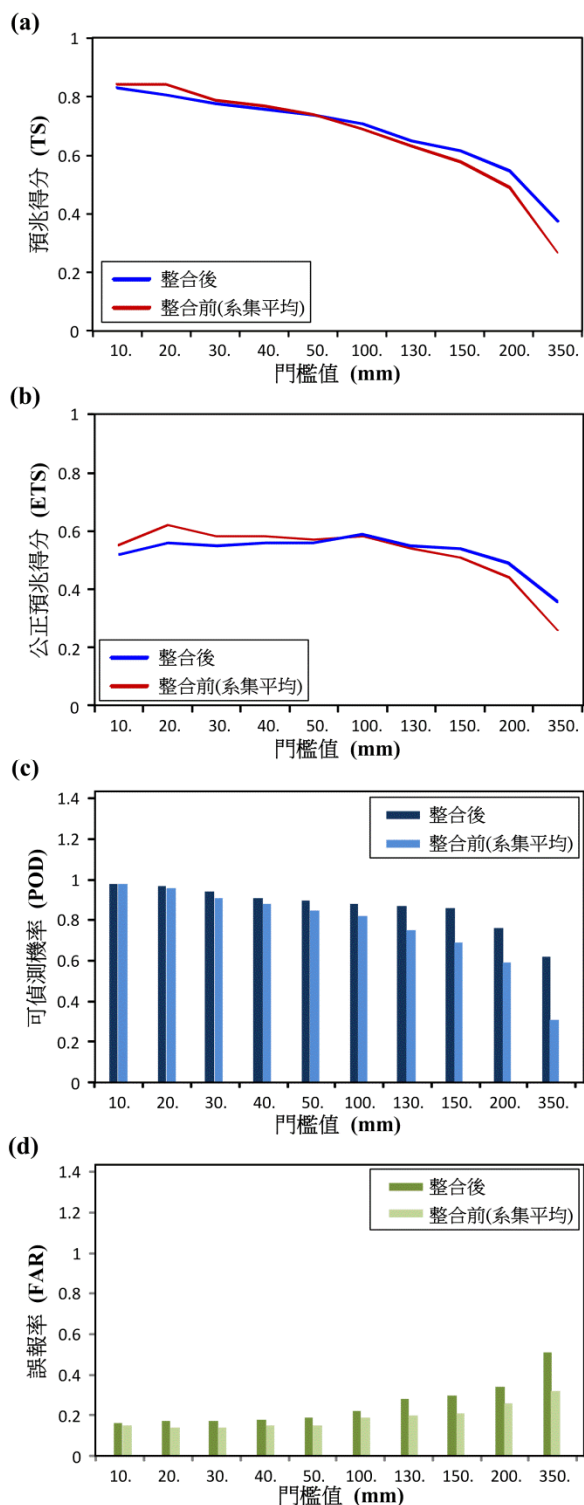 (a)
1
0.8
0.6
0.4
0.2
0
預兆得分 (TS)
整合後
整合前(系集平均)
10. 20. 30. 40. 50. 100. 130. 150. 200. 350.
門檻值 (mm)
(b)
1
0.8
0.6
0.4
0.2
0
公正預兆得分 (ETS)
整合後
整合前(系集平均)
10. 20. 30. 40. 50. 100. 130. 150. 200. 350.
門檻值 (mm)
(c)
1.4
1.2
1
0.8
0.6
0.4
0.2
0
可偵測機率 (POD)
整合後
整合前(系集平均)
10. 20. 30. 40. 50. 100. 130. 150. 200. 350.
門檻值 (mm)
(d)
1.4
1.2
1
0.8
0.6
0.4
0.2
0
誤報率 (FAR)
整合後
整合前(系集平均)
10. 20. 30. 40. 50. 100. 130. 150. 200. 350.
門檻值 (mm)